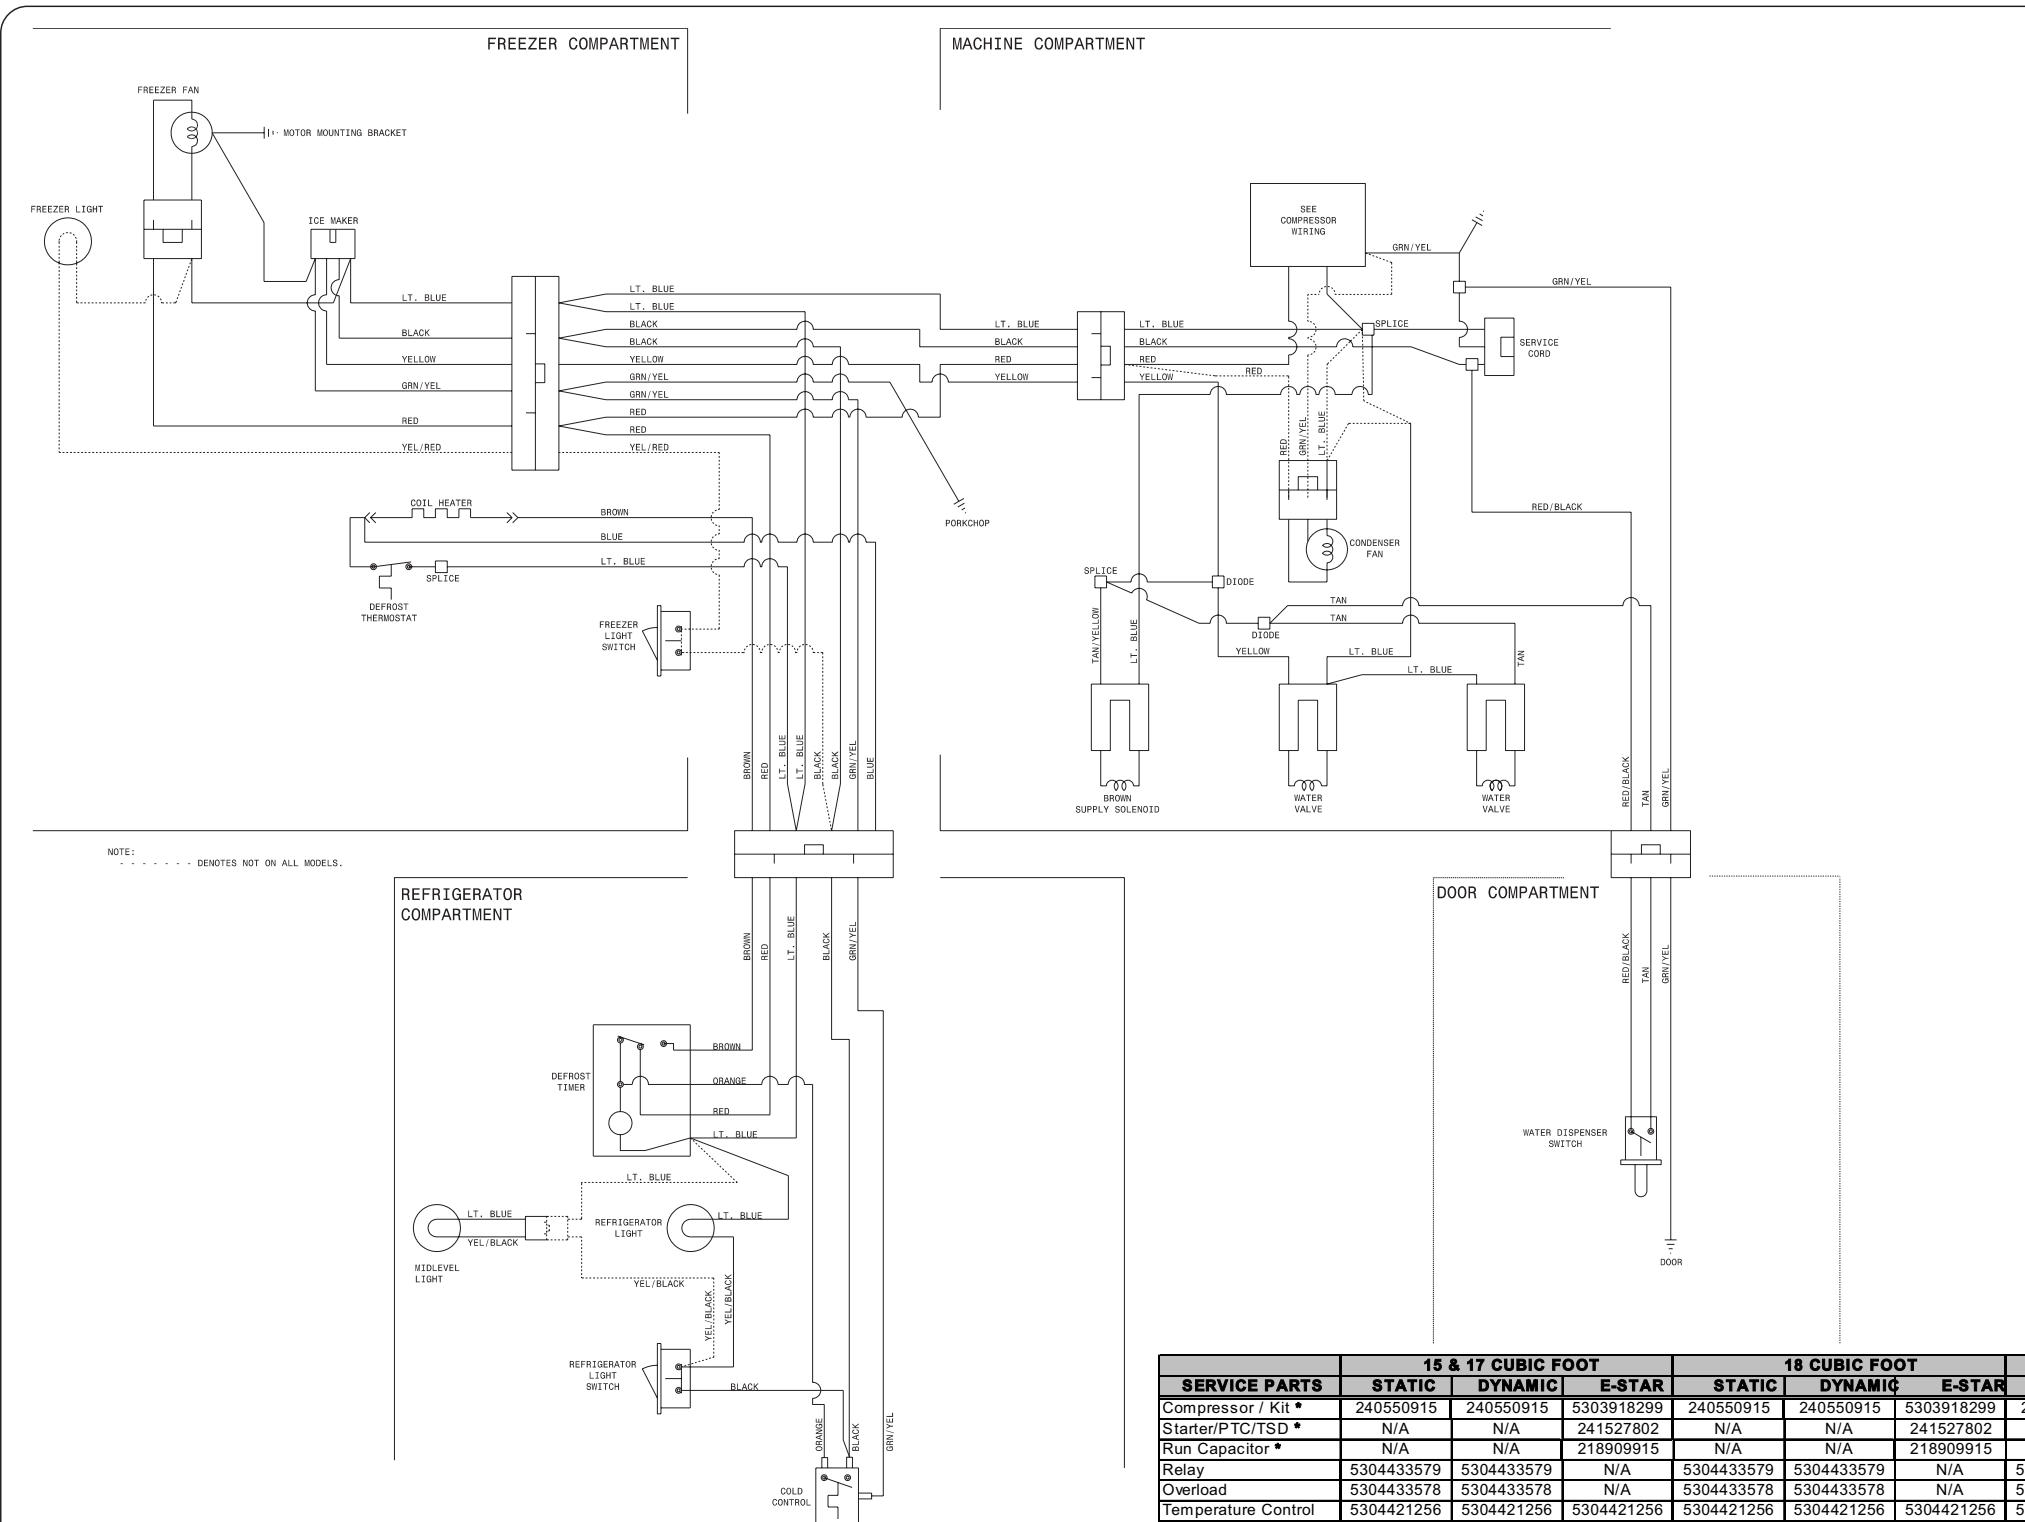 FREEZER COMPARTMENT
MACHINE COMPARTMENT
FREEZER FAN
MOTOR MOUNTING BRACKET
FREEZER LIGHT
ICE MAKER
LT. BLUE
BLACK
YELLOW
GRN/YEL
RED
YEL/RED
LT. BLUE
LT. BLUE
BLACK
BLACK
YELLOW
GRN/YEL
GRN/YEL
RED
RED
YEL/RED
LT. BLUE
BLACK
RED
YELLOW
LT. BLUE
BLACK
RED
YELLOW
RED
SEE
COMPRESSOR
WIRING
GRN/YEL
GRN/YEL
SPLICE
SERVICE
CORD
RED
GRN/YEL
LT. BLUE
CONDENSER
FAN
RED/BLACK
PORKCHOP
COIL HEATER
BROWN
BLUE
LT. BLUE
SPLICE
DEFROST
THERMOSTAT
FREEZER
LIGHT
SWITCH
SPLICE
DIODE
TAN
TAN
DIODE
TAN/YELLOW
LT. BLUE
YELLOW
LT. BLUE
LT. BLUE
TAN
BROWN
SUPPLY SOLENOID
WATER
VALVE
WATER
VALVE
BROWN
RED
LT. BLUE
LT. BLUE
BLACK
BLACK
GRN/YEL
BLUE
RED/BLACK
TAN
GRN/YEL
NOTE:
- - - - - - - DENOTES NOT ON ALL MODELS.
REFRIGERATOR
COMPARTMENT
DOOR COMPARTMENT
BROWN
RED
LT. BLUE
BLACK
GRN/YEL
RED/BLACK
TAN
GRN/YEL
DEFROST
TIMER
BROWN
ORANGE
RED
LT. BLUE
WATER DISPENSER
SWITCH
DOOR
LT. BLUE
LT. BLUE
YEL/BLACK
MIDLEVEL
LIGHT
REFRIGERATOR
LIGHT
LT. BLUE
YEL/BLACK
YEL/BLACK
YEL/BLACK
REFRIGERATOR
LIGHT
SWITCH
BLACK
ORANGE
BLACK
GRN/YEL
COLD
CONTROL
15 & 17 CUBIC FOOT 18 CUBIC FOOT
SERVICE PARTS STATIC DYNAMIC E-STAR STATIC DYNAMIC E-STAR
Compressor / Kit * 240550915 240550915 5303918299 240550915 240550915 5303918299 2
Starter/PTC/TSD * N/A N/A 241527802 N/A N/A 241527802
Run Capacitor * N/A N/A 218909915 N/A N/A 218909915
Relay 5304433579 5304433579 N/A 5304433579 5304433579 N/A 5
Overload 5304433578 5304433578 N/A 5304433578 5304433578 N/A 5
Temperature Control 5304421256 5304421256 5304421256 5304421256 5304421256 5304421256 5